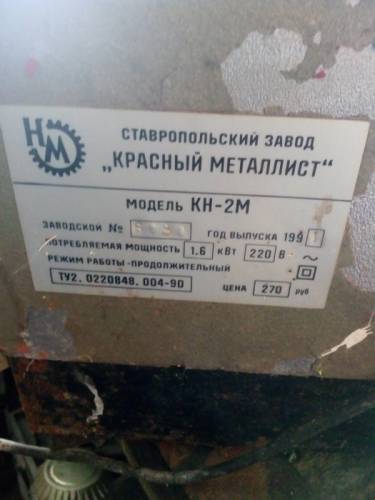 НМ
СТАВРОПОЛЬСКИЙ ЗАВОД
„КРАСНЫЙ МЕТАЛЛИСТ"
МОДЕЛЬ КН-2М
ЗАВОДСКОЙ № ГОД ВЫПУСКА 1991
ПОТРЕБЛЯЕМАЯ МОЩНОСТЬ 1.6 КВТ 220 В ~
РЕЖИМ РАБОТЫ-ПРОДОЛЖИТЕЛЬНЫЙ
ТУ2. 0220848. 004-90 ЦЕНА 270 РУБ